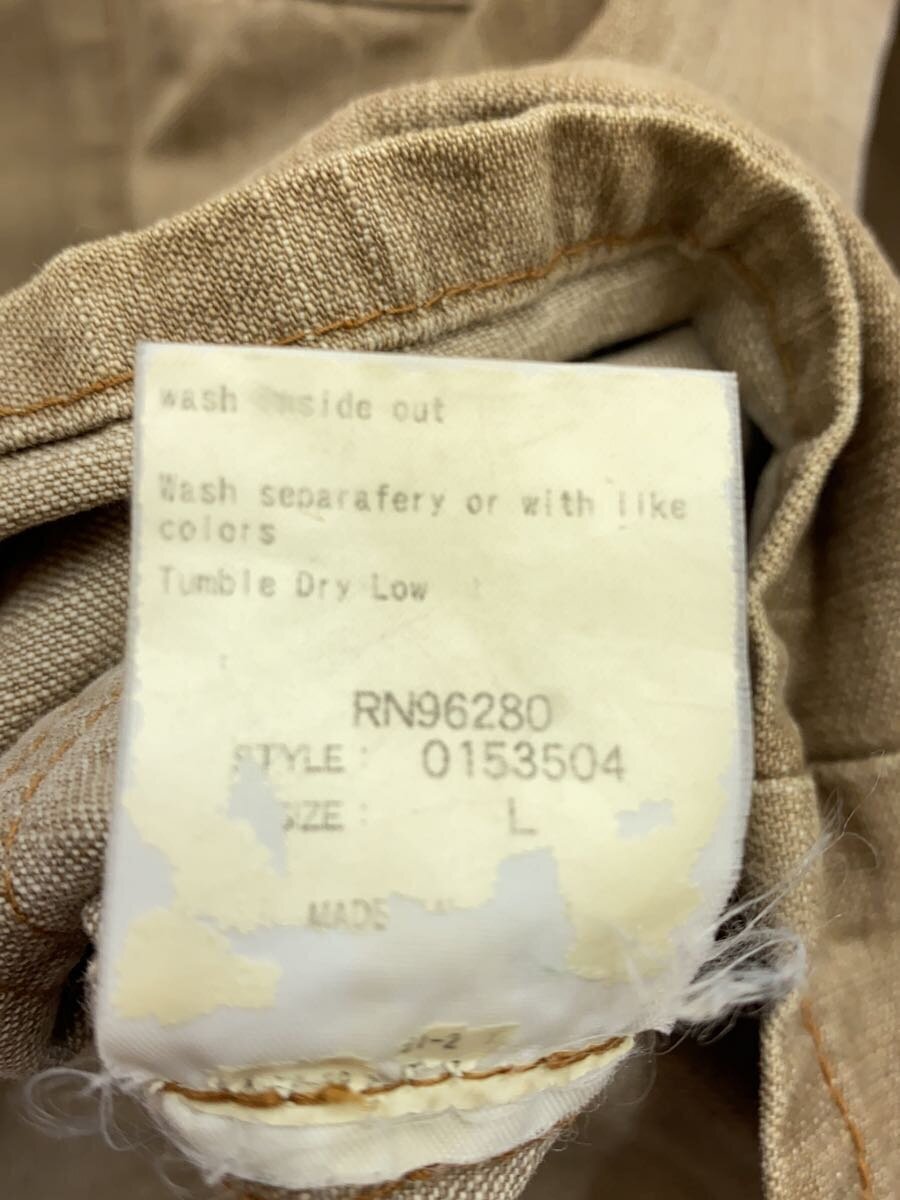 wash inside out
Wash separafery or with like
colors
Tumble Dry Low
RN96280
STYLE: 0153504
SIZE: L
MADE